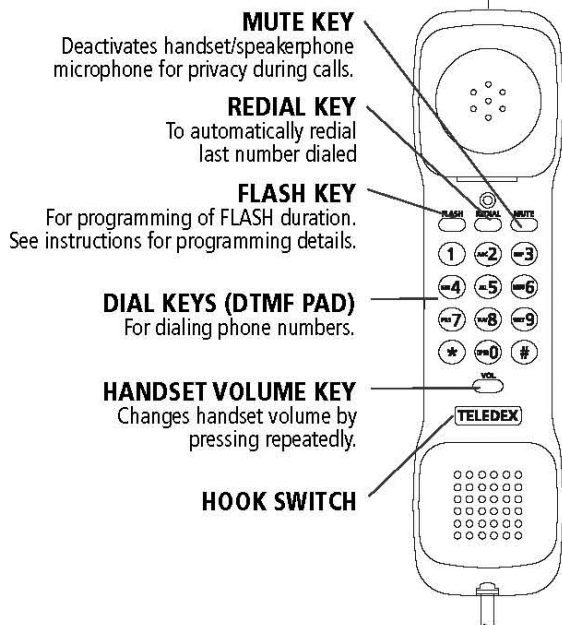 MUTE KEY
Deactivates handset/speakerphone
microphone for privacy during calls.
REDIAL KEY
To automatically redial
last number dialed
FLASH KEY
For programming of FLASH duration.
See instructions for programming details.
DIAL KEYS (DTMF PAD)
For dialing phone numbers.
HANDSET VOLUME KEY
Changes handset volume by
pressing repeatedly.
HOOK SWITCH
FLASH REDIAL MUTE
1 ABC2 DEF3
4 5 6
7 8 9
* 0 #
VOL
TELEDEX